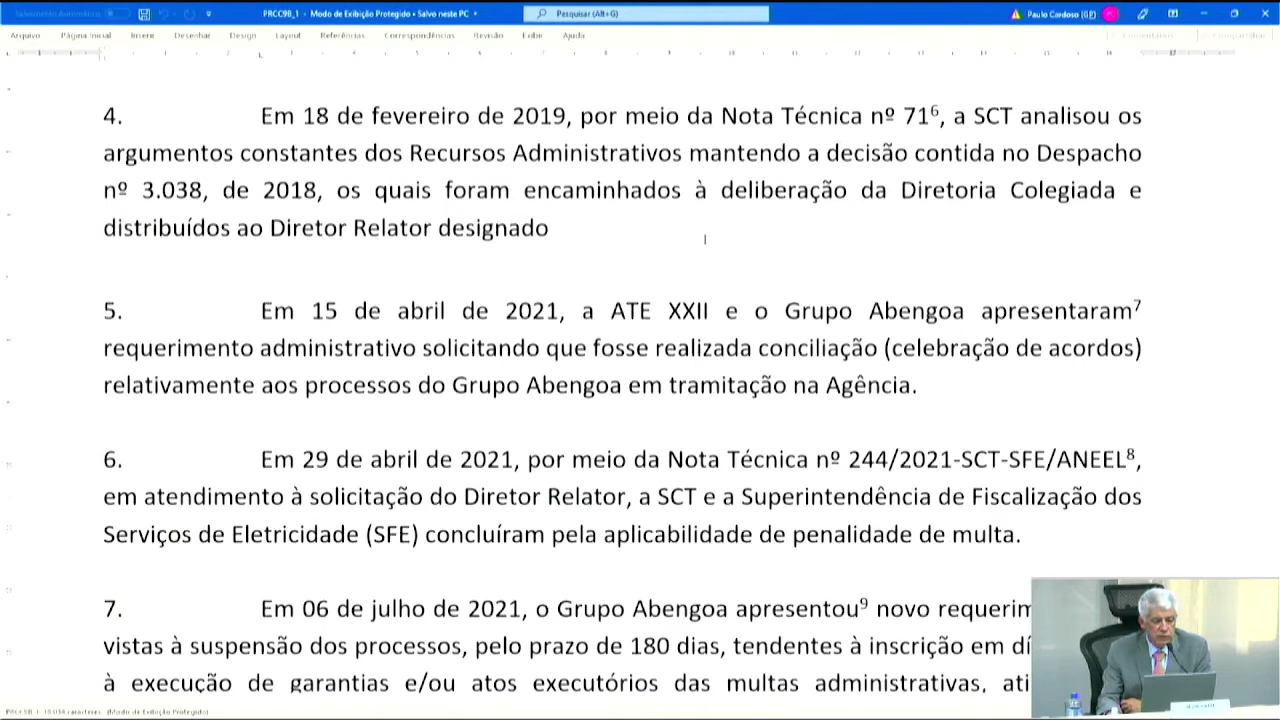 PRCC98_1 - Modo de Exibição Protegido • Salvo neste PC
Pesquisar (Alt+G)
Paulo Cardoso
Arquivo Página Inicial Inserir Desenhar Design Layout Referências Correspondências Revisão Exibir Ajuda
4. Em 18 de fevereiro de 2019, por meio da Nota Técnica nº 71⁶, a SCT analisou os
argumentos constantes dos Recursos Administrativos mantendo a decisão contida no Despacho
nº 3.038, de 2018, os quais foram encaminhados à deliberação da Diretoria Colegiada e
distribuídos ao Diretor Relator designado
5. Em 15 de abril de 2021, a ATE XXII e o Grupo Abengoa apresentaram⁷
requerimento administrativo solicitando que fosse realizada conciliação (celebração de acordos)
relativamente aos processos do Grupo Abengoa em tramitação na Agência.
6. Em 29 de abril de 2021, por meio da Nota Técnica nº 244/2021-SCT-SFE/ANEEL⁸,
em atendimento à solicitação do Diretor Relator, a SCT e a Superintendência de Fiscalização dos
Serviços de Eletricidade (SFE) concluíram pela aplicabilidade de penalidade de multa.
7. Em 06 de julho de 2021, o Grupo Abengoa apresentou⁹ novo requerim
vistas à suspensão dos processos, pelo prazo de 180 dias, tendentes à inscrição em dí
à execução de garantias e/ou atos executórios das multas administrativas, ati